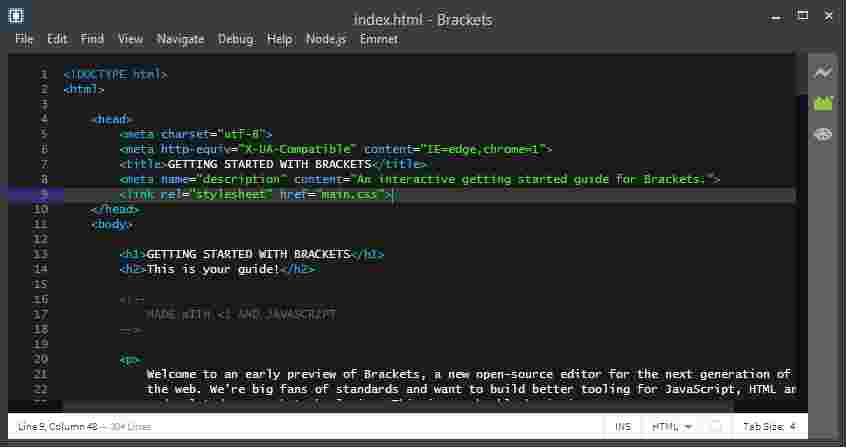 index.html - Brackets
File Edit Find View Navigate Debug Help Node.js Emmet
1 <!DOCTYPE html>
2 <html>
3
4 <head>
5 <meta charset="utf-8">
6 <meta http-equiv="X-UA-Compatible" content="IE=edge,chrome=1">
7 <title>GETTING STARTED WITH BRACKETS</title>
8 <meta name="description" content="An interactive getting started guide for Brackets.">
9 <link rel="stylesheet" href="main.css">
10 </head>
11 <body>
12
13 <h1>GETTING STARTED WITH BRACKETS</h1>
14 <h2>This is your guide!</h2>
15
16 <!--
17 MADE WITH <3 AND JAVASCRIPT
18 -->
19
20 <p>
21 Welcome to an early preview of Brackets, a new open-source editor for the next generation of
22 the web. We're big fans of standards and want to build better tooling for JavaScript, HTML an
Line 9, Column 48 — 304 Lines INS HTML Tab Size: 4